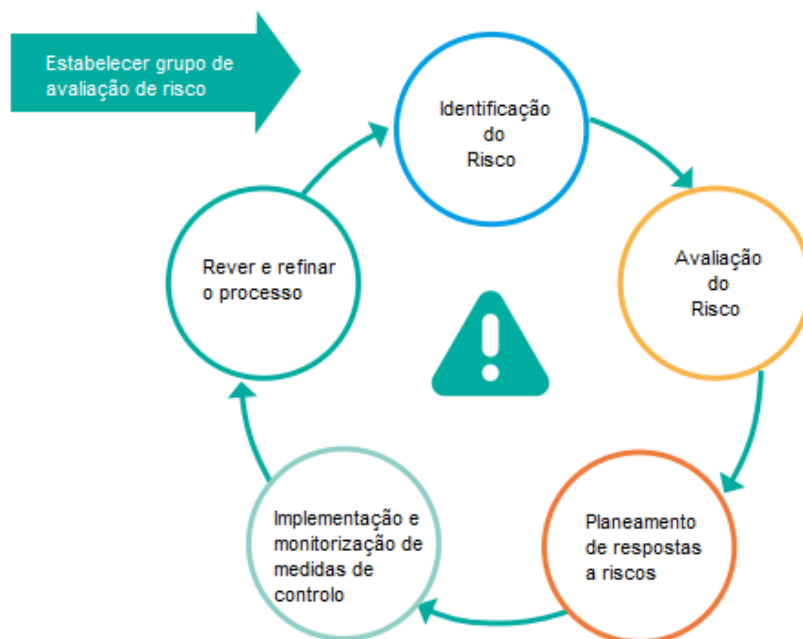 Estabelecer grupo de
avaliação de risco
Identificação
do
Risco
Avaliação
do
Risco
Planeamento
de respostas
a riscos
Implementação e
monitorização de
medidas de
controlo
Rever e refinar
o processo